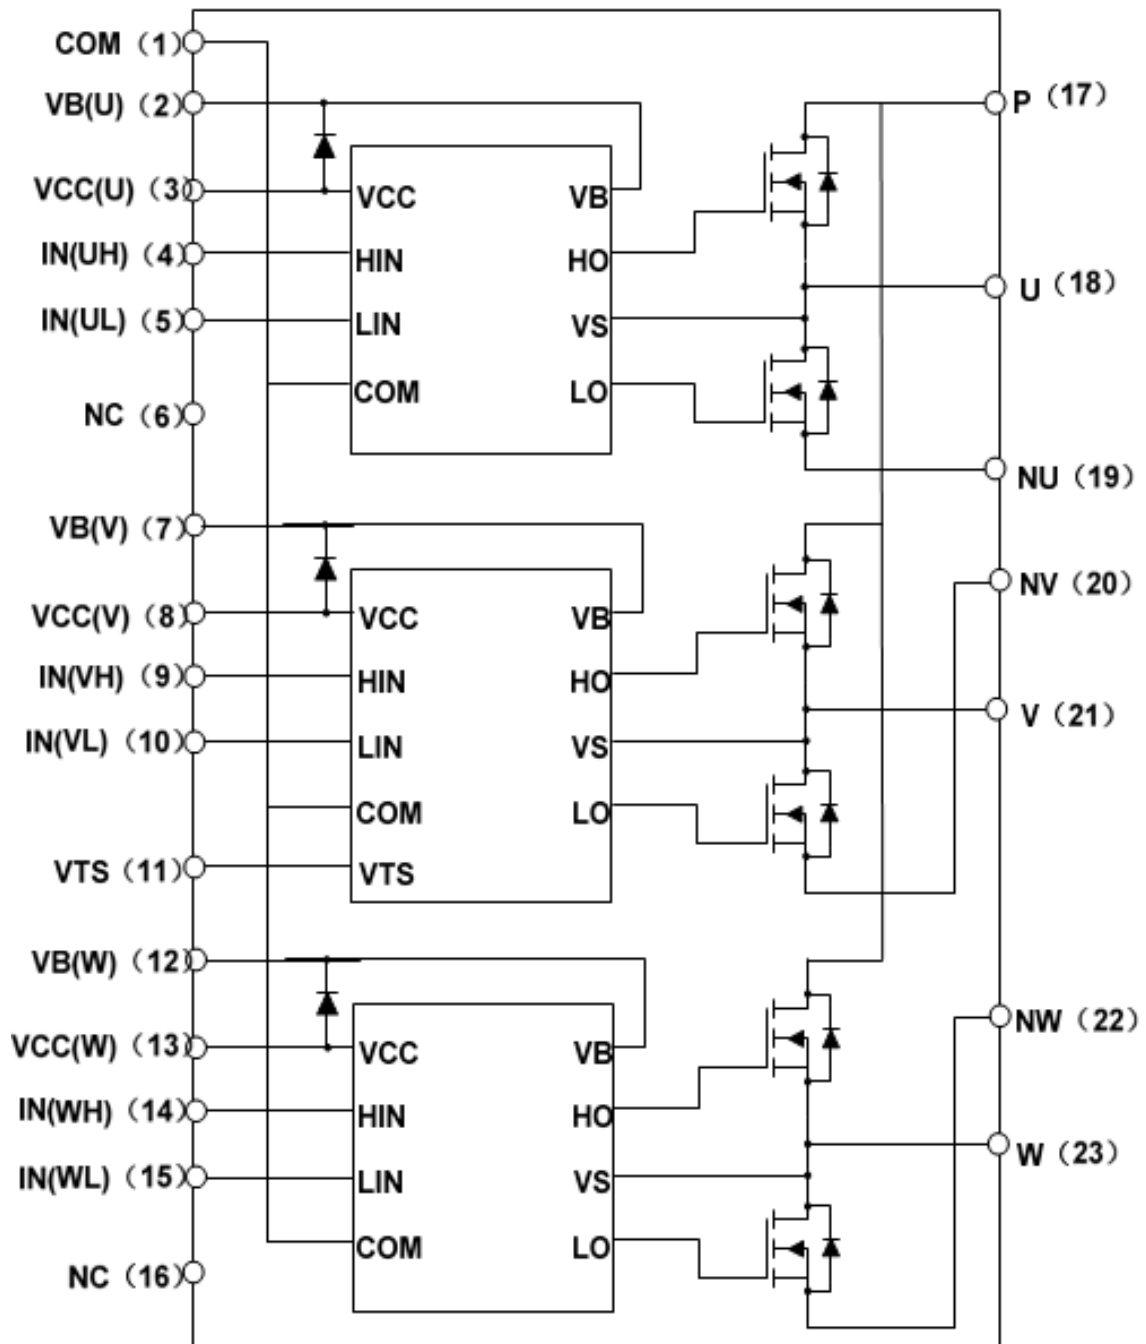 COM（1）
VB(U)（2）
VCC(U)（3）
IN(UH)（4）
IN(UL)（5）
NC（6）
VB(V)（7）
VCC(V)（8）
IN(VH)（9）
IN(VL)（10）
VTS（11）
VB(W)（12）
VCC(W)（13）
IN(WH)（14）
IN(WL)（15）
NC（16）
VCC VB
HIN HO
LIN VS
COM LO
VCC VB
HIN HO
LIN VS
COM LO
VTS
VCC VB
HIN HO
LIN VS
COM LO
P（17）
U（18）
NU（19）
NV（20）
V（21）
NW（22）
W（23）